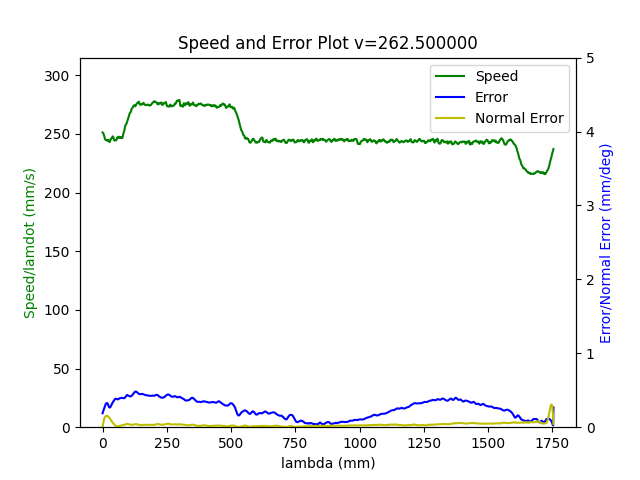 Speed and Error Plot v=262.500000
Speed
Error
Normal Error
300
250
200
150
100
50
0
Speed/lamdot (mm/s)
5
4
3
2
1
0
Error/Normal Error (mm/deg)
0 250 500 750 1000 1250 1500 1750
lambda (mm)